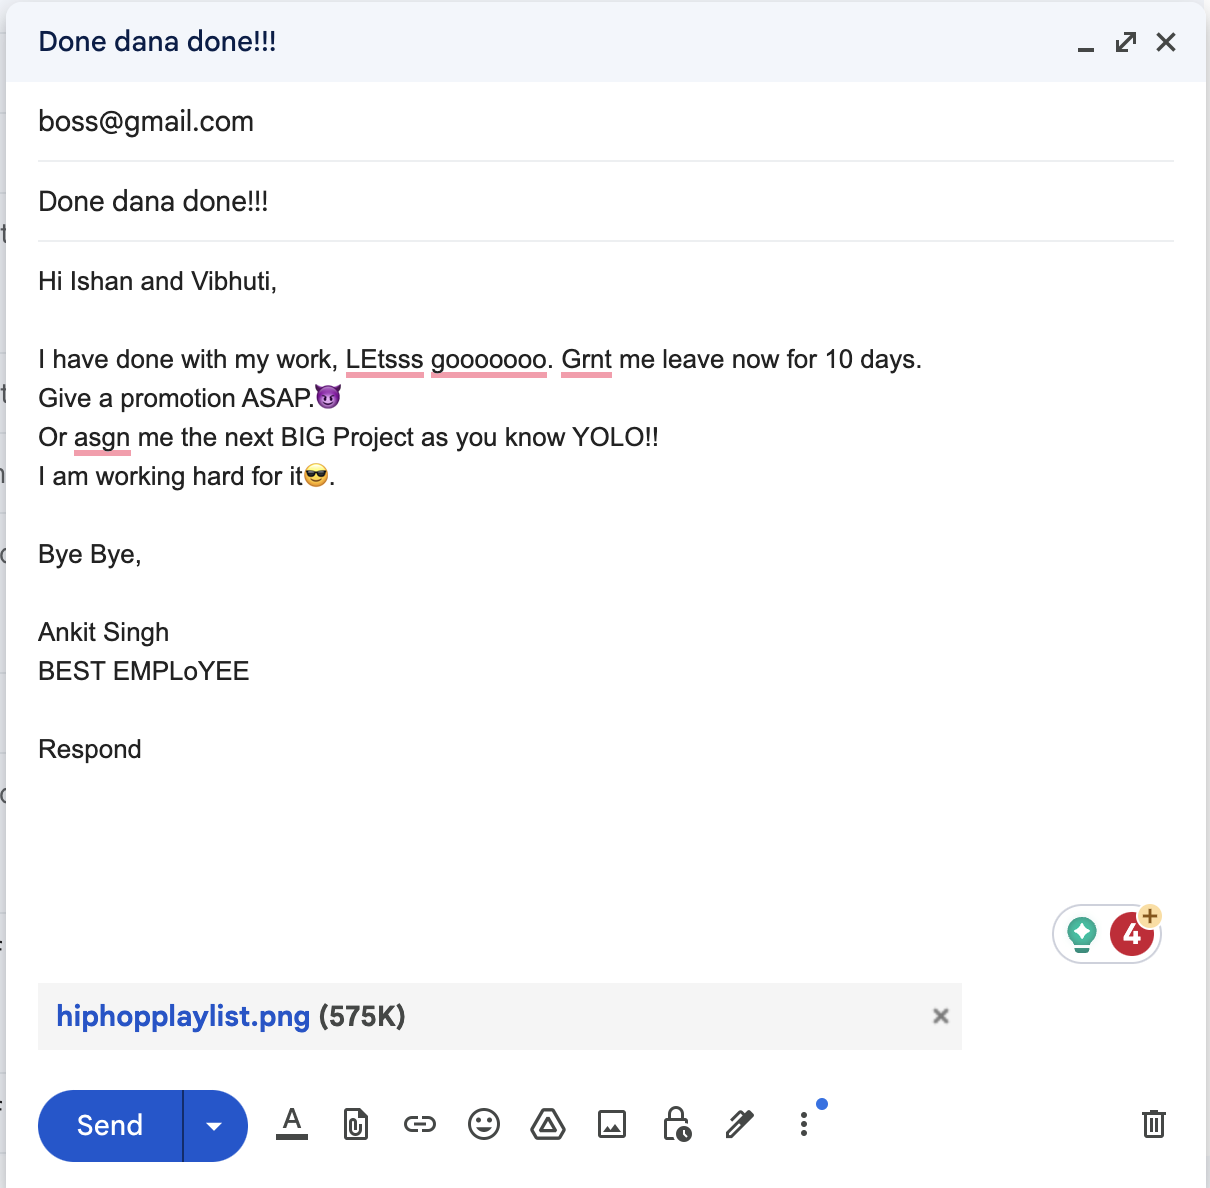 Done dana done!!!
boss@gmail.com
Done dana done!!!
Hi Ishan and Vibhuti,
I have done with my work, LEtsss gooooooo. Grnt me leave now for 10 days.
Give a promotion ASAP.😈
Or asgn me the next BIG Project as you know YOLO!!
I am working hard for it😎.
Bye Bye,
Ankit Singh
BEST EMPLoYEE
Respond
4
hiphopplaylist.png (575K)
Send